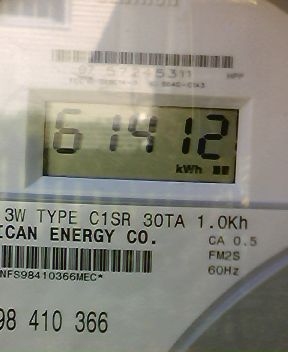 61412
kWh
3W TYPE C1SR 30TA 1.0Kh
ICAN ENERGY CO.
CA 0.5
NFS98410366MEC*
FM2S
60Hz
98 410 366